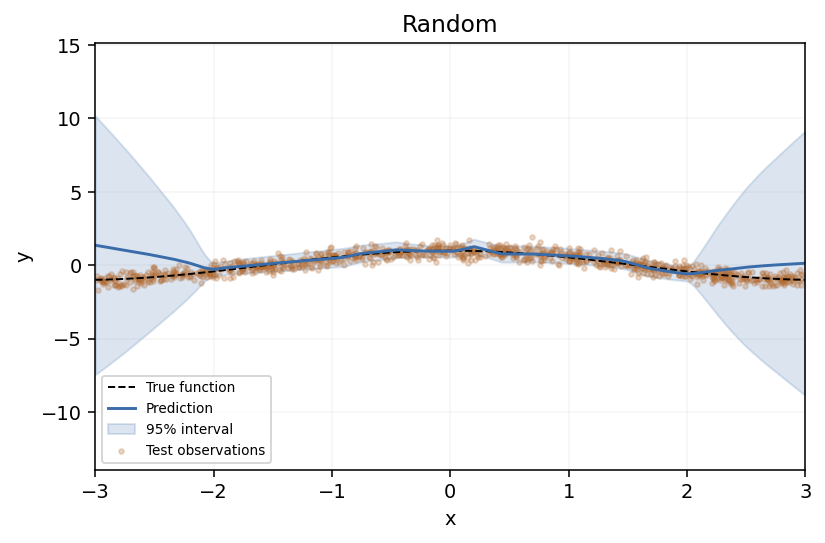 Random
15
10
5
0
−5
−10
y
True function
Prediction
95% interval
Test observations
−3 −2 −1 0 1 2 3
x